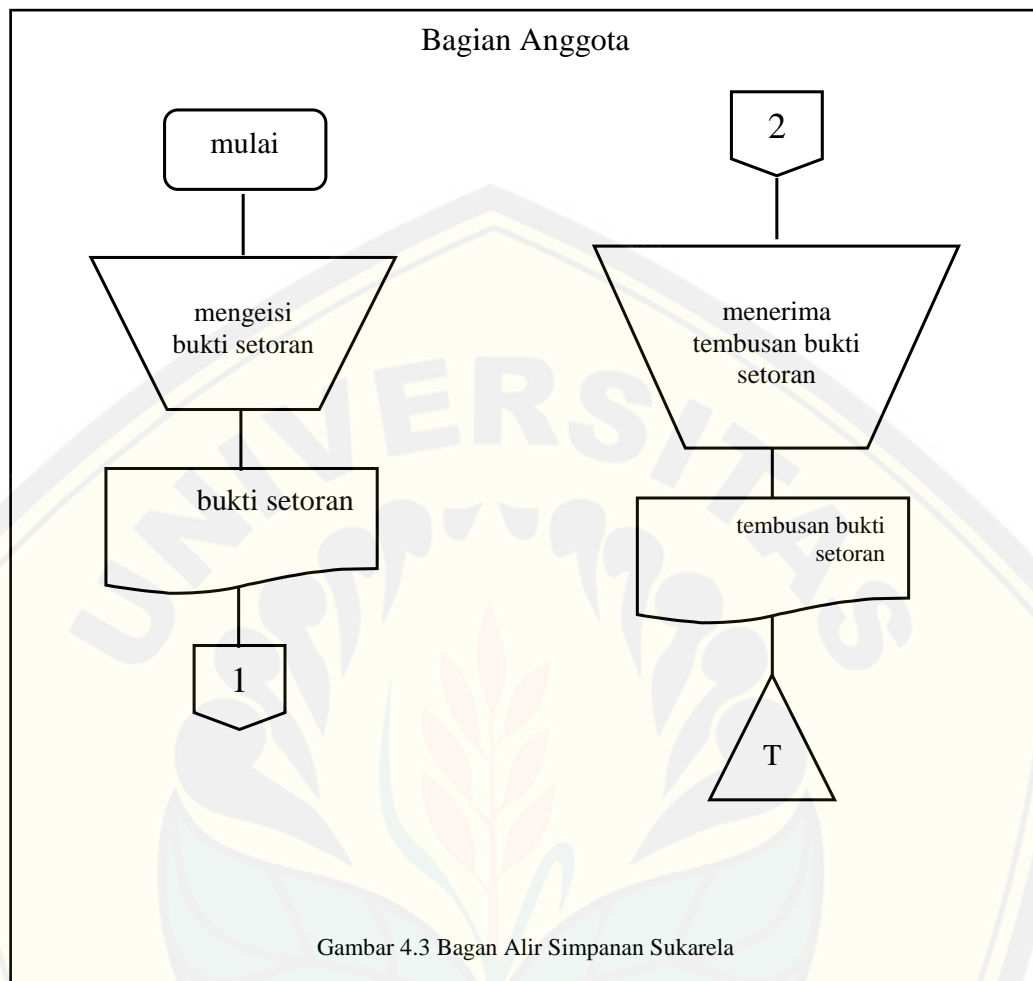 Bagian Anggota
mulai
mengeisi
bukti setoran
bukti setoran
1
2
menerima
tembusan bukti
setoran
tembusan bukti
setoran
T
UNIVERSITAS
Gambar 4.3 Bagan Alir Simpanan Sukarela